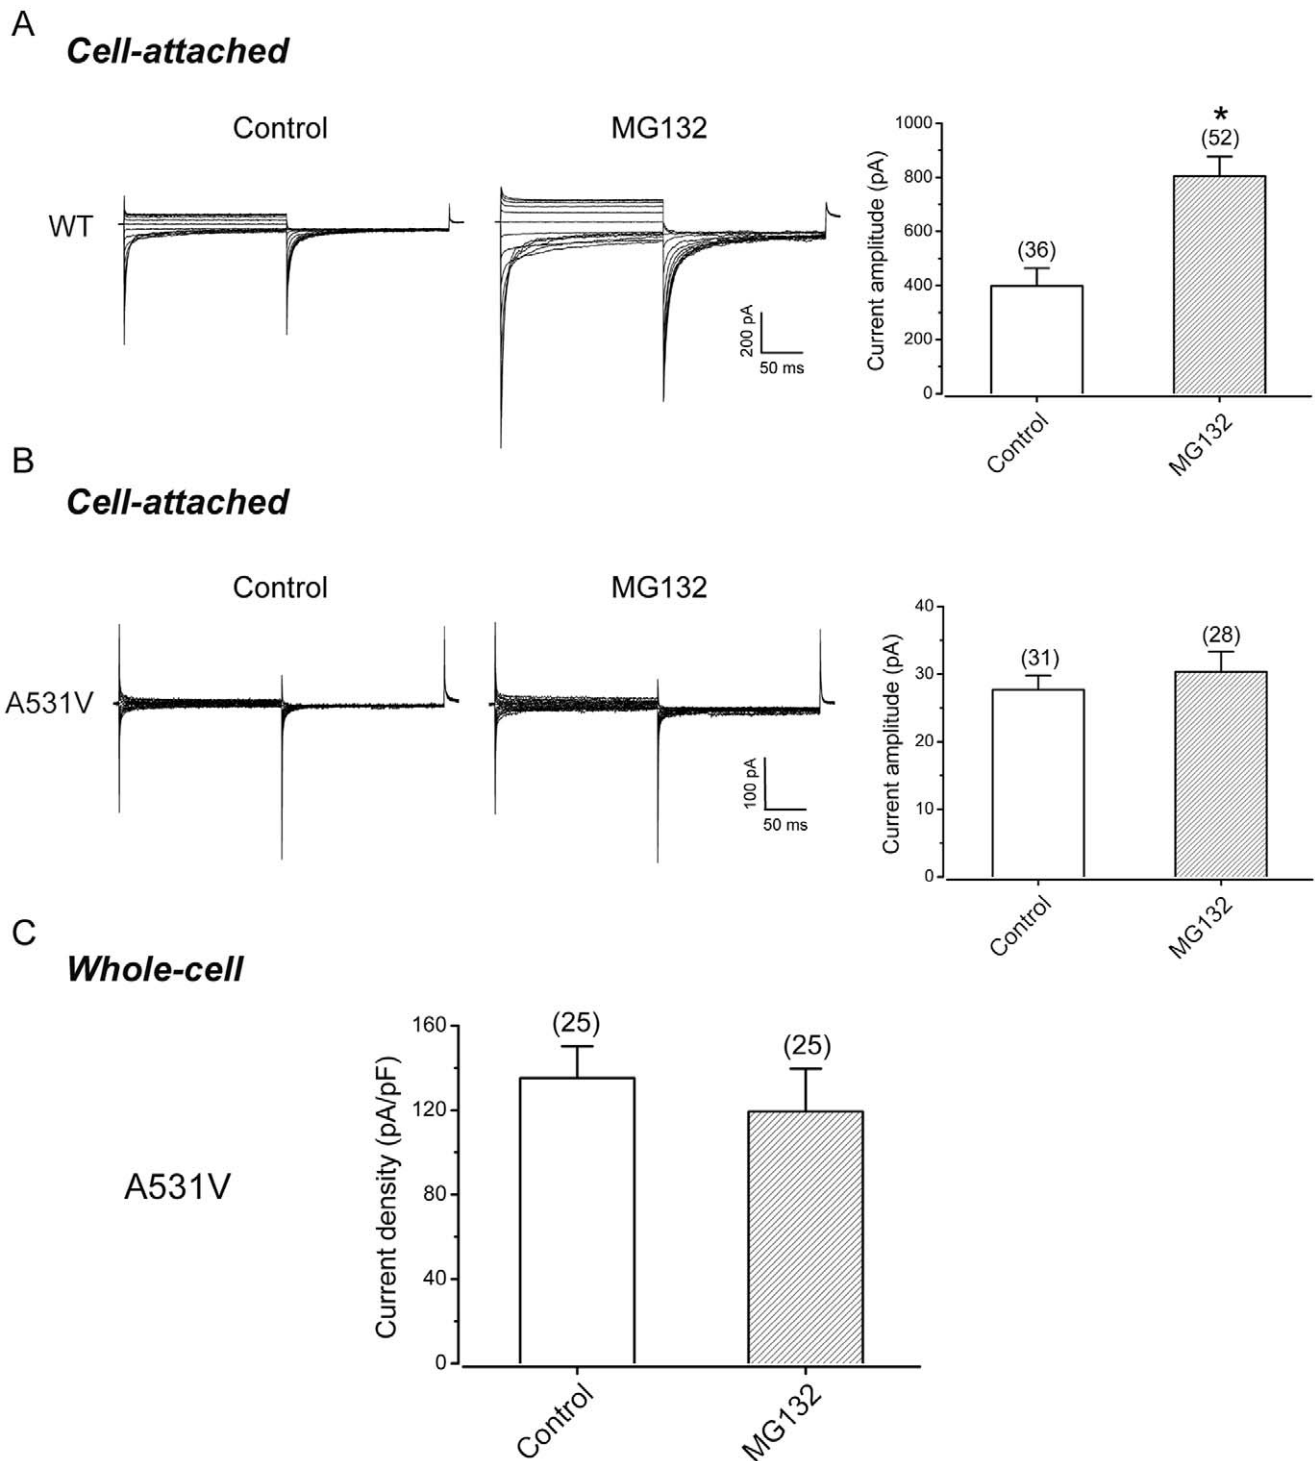 A
Cell-attached
Control
MG132
WT
200 pA
50 ms
Current amplitude (pA)
1000
800
600
400
200
0
(36)
*
(52)
Control
MG132
B
Cell-attached
Control
MG132
A531V
100 pA
50 ms
Current amplitude (pA)
40
30
20
10
0
(31)
(28)
Control
MG132
C
Whole-cell
A531V
Current density (pA/pF)
160
120
80
40
0
(25)
(25)
Control
MG132